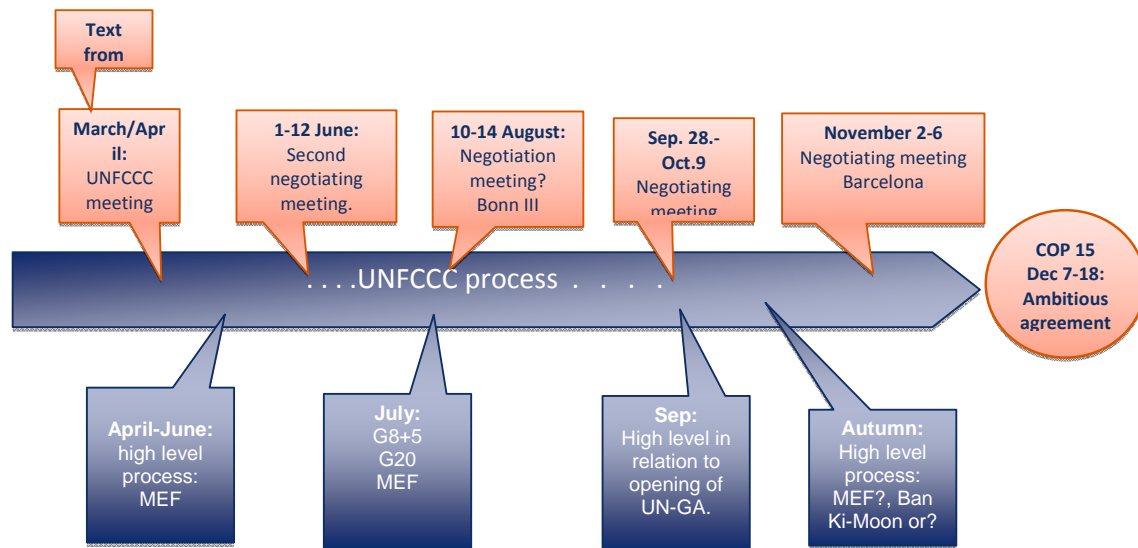 Text
from
March/Apr
il:
UNFCCC
meeting
1-12 June:
Second
negotiating
meeting.
10-14 August:
Negotiation
meeting?
Bonn III
Sep. 28.-
Oct.9
Negotiating
meeting
November 2-6
Negotiating meeting
Barcelona
. . . .UNFCCC process . . . .
COP 15
Dec 7-18:
Ambitious
agreement
April-June:
high level
process:
MEF
July:
G8+5
G20
MEF
Sep:
High level in
relation to
opening of
UN-GA.
Autumn:
High level
process:
MEF?, Ban
Ki-Moon or?